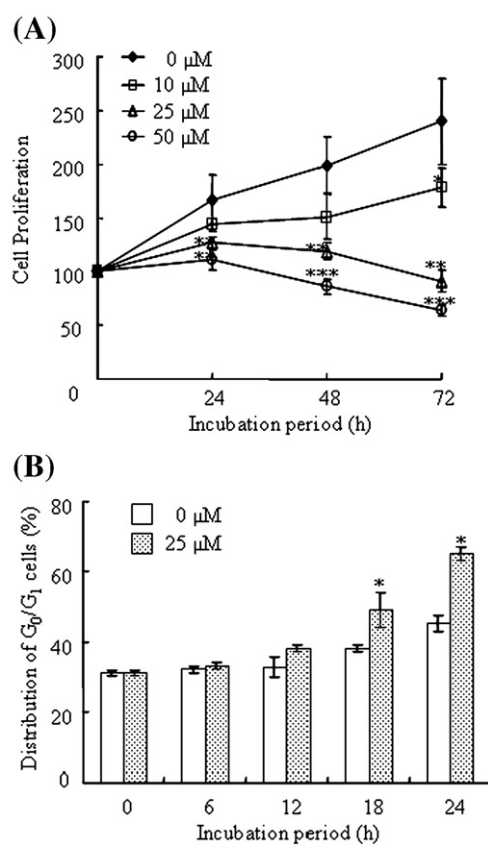 (A)
0 μM
10 μM
25 μM
50 μM
Cell Proliferation
300
250
200
150
100
50
0
*
**
**
**
***
**
***
24 48 72
Incubation period (h)
(B)
0 μM
25 μM
Distribution of G₀/G₁ cells (%)
80
60
40
20
0
*
*
0 6 12 18 24
Incubation period (h)